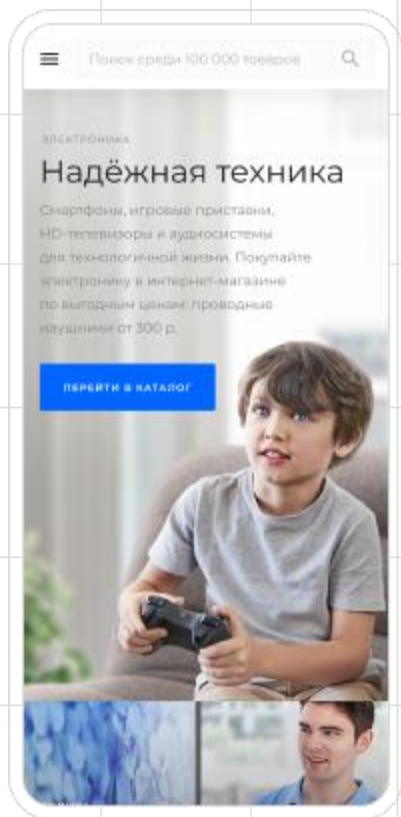 Поиск среди 100 000 товаров
ЭЛЕКТРОНИКА
Надёжная техника
Смартфоны, игровые приставки,
HD-телевизоры и аудиосистемы
для технологичной жизни. Покупайте
электронику в интернет-магазине
по выгодным ценам: проводные
наушники от 300 р.
ПЕРЕЙТИ В КАТАЛОГ